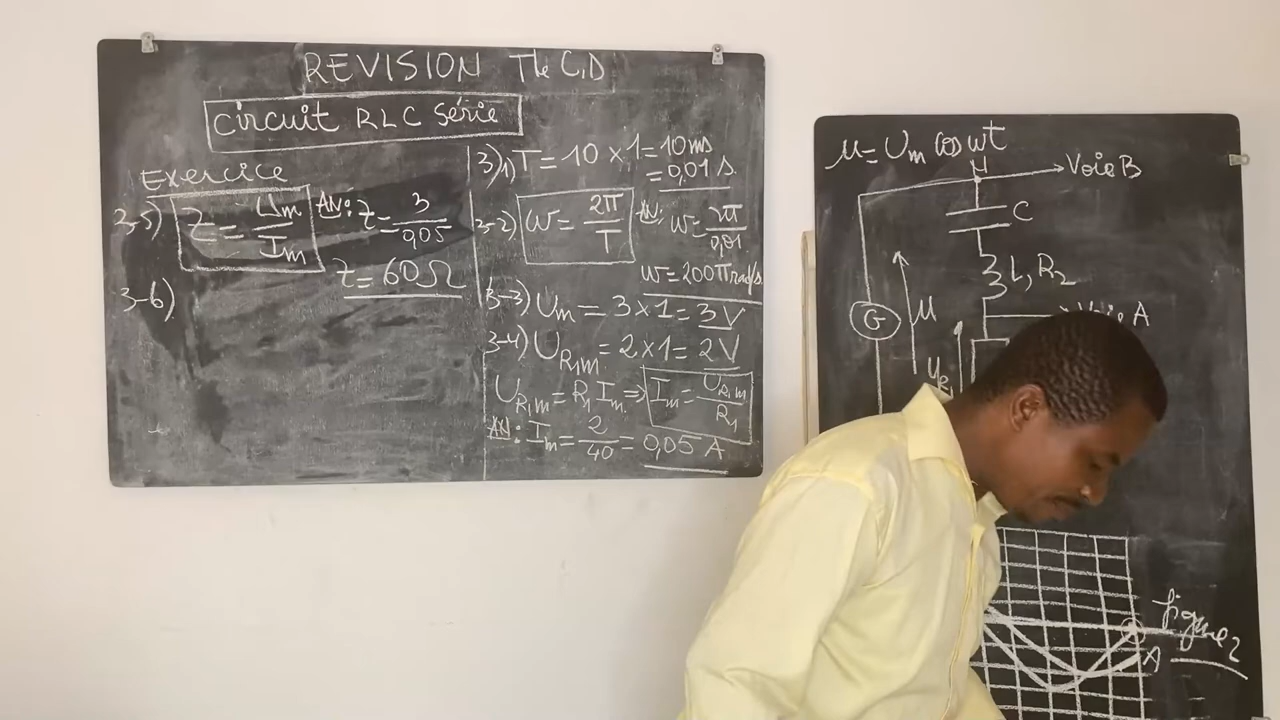 REVISION Tle C,D
Circuit RLC série
Exercice
3-5) Z = Um / Im AN: Z = 3 / 0,05
Z = 60Ω
3-6)
3)1) T = 10 × 1 = 10 ms
= 0,01 s
3-2) ω = 2π / T AN: ω = 2π / 0,01
ω = 200π rad/s
3-3) Um = 3×1 = 3V
3-4) UR1m = 2×1 = 2V
UR1m = R1 Im ⇒ Im = UR1m / R1
AN: Im = 2 / 40 = 0,05 A
u = Um cos ωt
Voie B
C
L, R2
G
u
A
uR1
figure 2
A